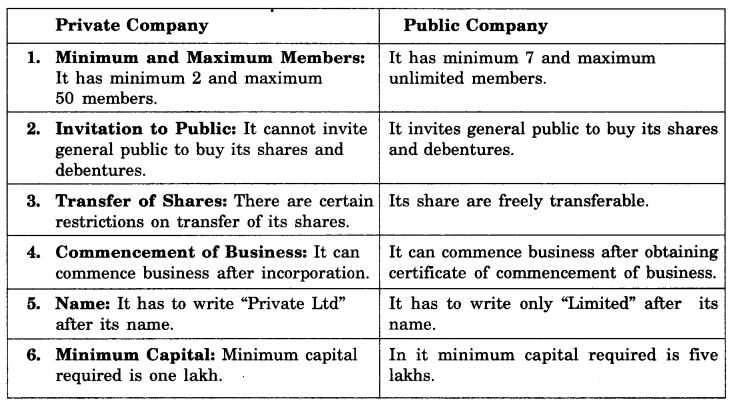 Private Company
Public Company
1. Minimum and Maximum Members:
It has minimum 2 and maximum
50 members.
It has minimum 7 and maximum
unlimited members.
2. Invitation to Public: It cannot invite
general public to buy its shares and
debentures.
It invites general public to buy its shares
and debentures.
3. Transfer of Shares: There are certain
restrictions on transfer of its shares.
Its share are freely transferable.
4. Commencement of Business: It can
commence business after incorporation.
It can commence business after obtaining
certificate of commencement of business.
5. Name: It has to write “Private Ltd”
after its name.
It has to write only “Limited” after its
name.
6. Minimum Capital: Minimum capital
required is one lakh.
In it minimum capital required is five
lakhs.